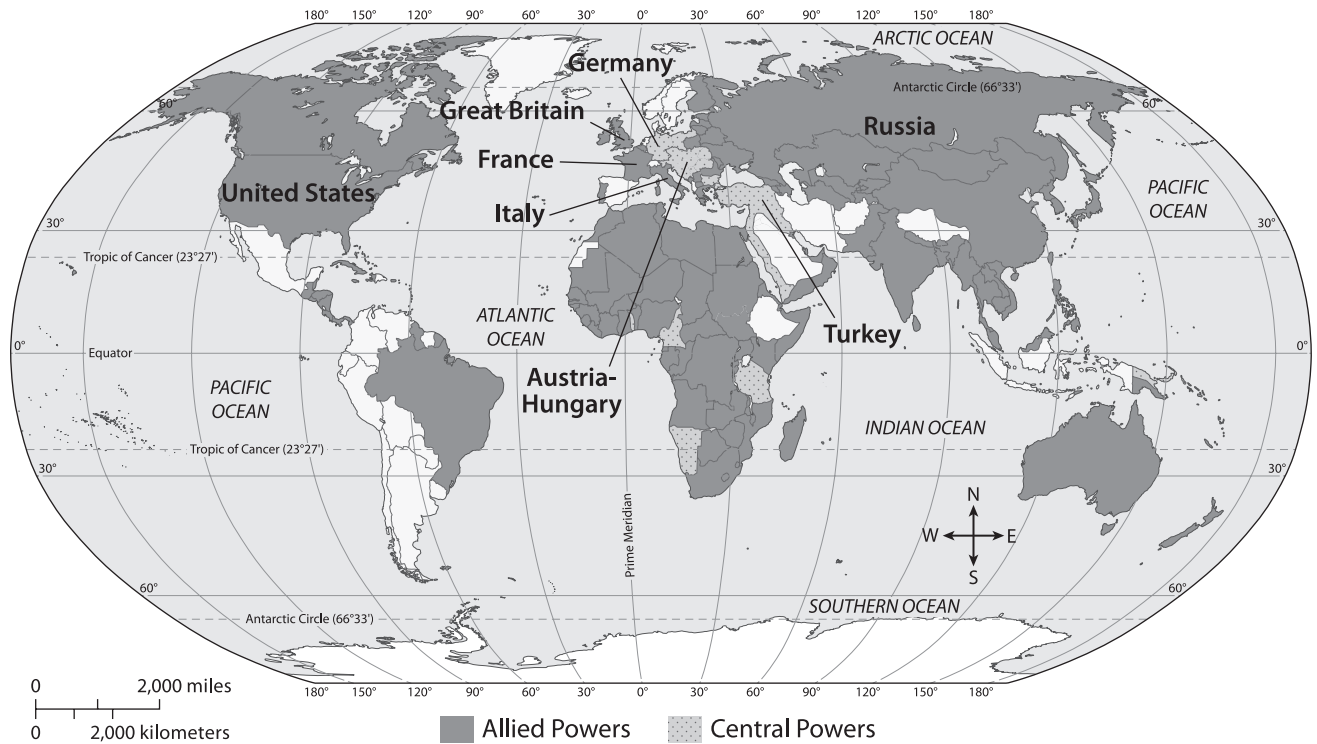 180° 150° 120° 90° 60° 30° 0° 30° 60° 90° 120° 150° 180°
ARCTIC OCEAN
Germany
Antarctic Circle (66°33')
60°
60°
Great Britain
Russia
France
United States
PACIFIC
OCEAN
Italy
30°
30°
Tropic of Cancer (23°27')
ATLANTIC
OCEAN
Turkey
0°
Equator
0°
Austria-
Hungary
PACIFIC
OCEAN
INDIAN OCEAN
Tropic of Cancer (23°27')
30°
30°
Prime Meridian
N
W
E
S
60°
60°
SOUTHERN OCEAN
Antarctic Circle (66°33')
180° 150° 120° 90° 60° 30° 0° 30° 60° 90° 120° 150° 180°
0 2,000 miles
0 2,000 kilometers
Allied Powers
Central Powers